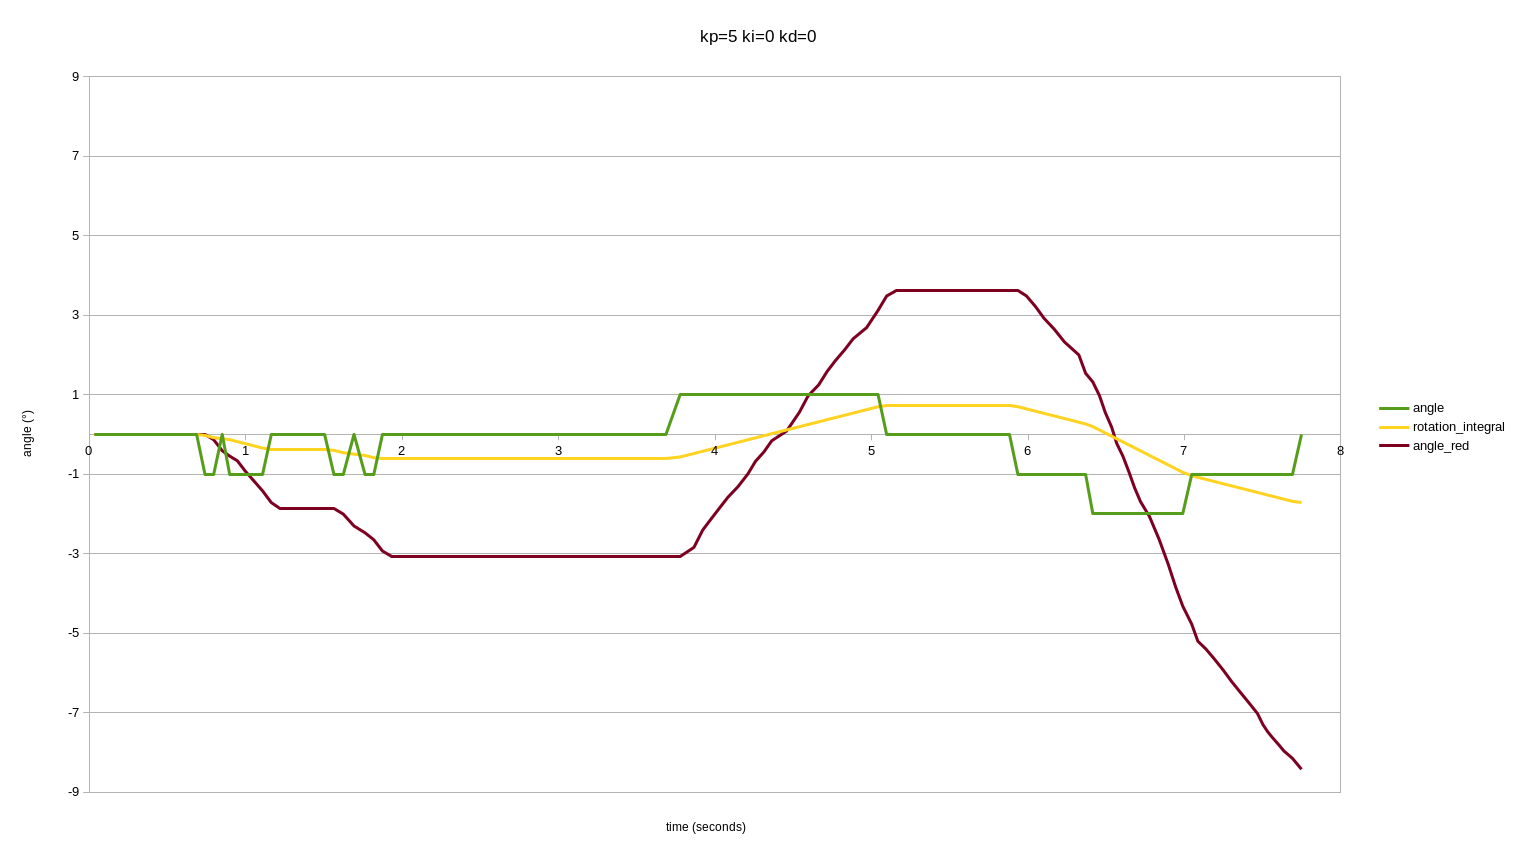 kp=5 ki=0 kd=0
9
7
5
3
1
-1
-3
-5
-7
-9
0 1 2 3 4 5 6 7 8
angle (°)
time (seconds)
angle
rotation_integral
angle_red